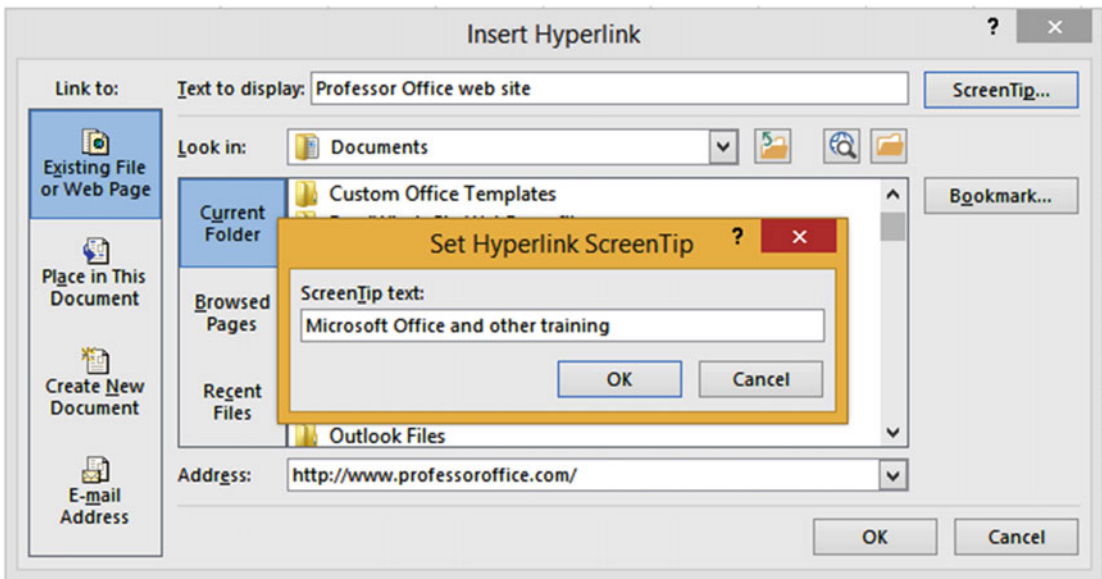 Insert Hyperlink
?
Link to:
Text to display: Professor Office web site
ScreenTip...
Existing File
or Web Page
Look in: Documents
Bookmark...
Place in This
Document
Create New
Document
E-mail
Address
Current
Folder
Browsed
Pages
Recent
Files
Custom Office Templates
Outlook Files
Set Hyperlink ScreenTip ?
ScreenTip text:
Microsoft Office and other training
OK Cancel
Address: http://www.professoroffice.com/
OK Cancel